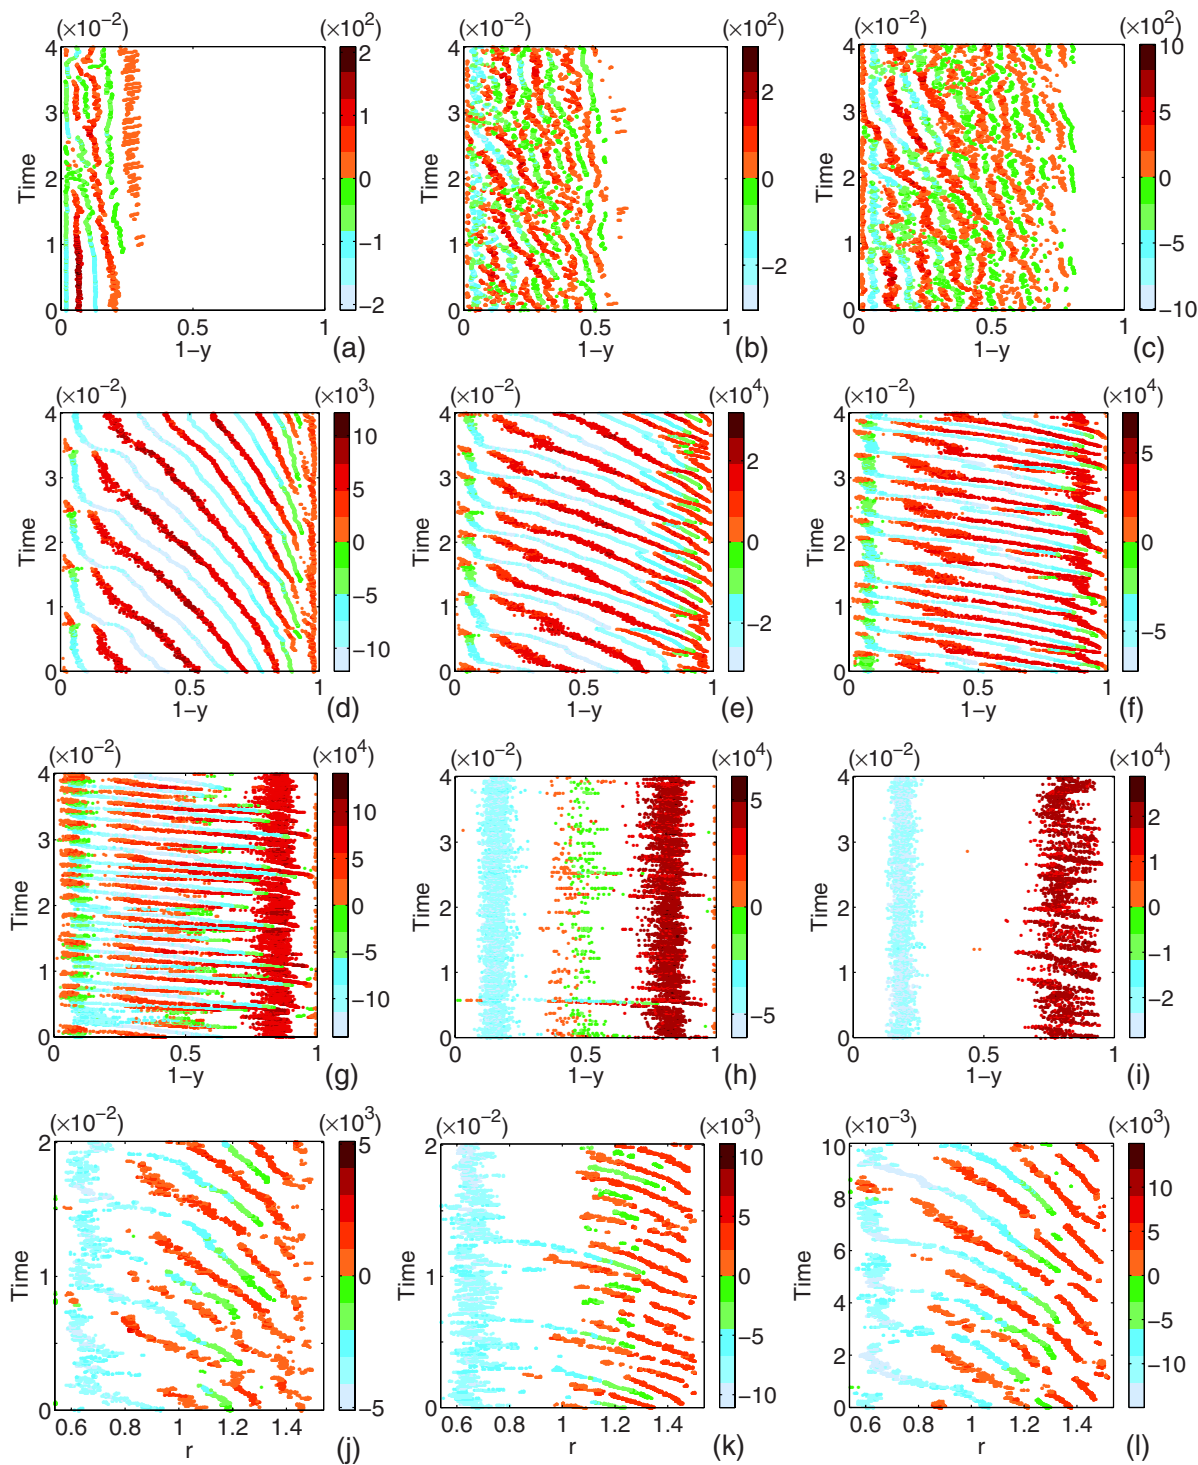 (×10⁻²) (×10²) (×10⁻²) (×10²) (×10⁻²) (×10²)
4 3 2 1 0 Time 0 0.5 1 1−y 2 1 0 −1 −2 (a)
4 3 2 1 0 Time 0 0.5 1 1−y 2 0 −2 (b)
4 3 2 1 0 Time 0 0.5 1 1−y 10 5 0 −5 −10 (c)
(×10⁻²) (×10³) (×10⁻²) (×10⁴) (×10⁻²) (×10⁴)
4 3 2 1 0 Time 0 0.5 1 1−y 10 5 0 −5 −10 (d)
4 3 2 1 0 Time 0 0.5 1 1−y 2 0 −2 (e)
4 3 2 1 0 Time 0 0.5 1 1−y 5 0 −5 (f)
(×10⁻²) (×10⁴) (×10⁻²) (×10⁴) (×10⁻²) (×10⁴)
4 3 2 1 0 Time 0 0.5 1 1−y 10 5 0 −5 −10 (g)
4 3 2 1 0 Time 0 0.5 1 1−y 5 0 −5 (h)
4 3 2 1 0 Time 0 0.5 1 1−y 2 1 0 −1 −2 (i)
(×10⁻²) (×10³) (×10⁻²) (×10³) (×10⁻³) (×10³)
2 1 0 Time 0.6 0.8 1 1.2 1.4 r 5 0 −5 (j)
2 1 0 Time 0.6 0.8 1 1.2 1.4 r 10 5 0 −5 −10 (k)
10 8 6 4 2 0 Time 0.6 0.8 1 1.2 1.4 r 10 5 0 −5 −10 (l)